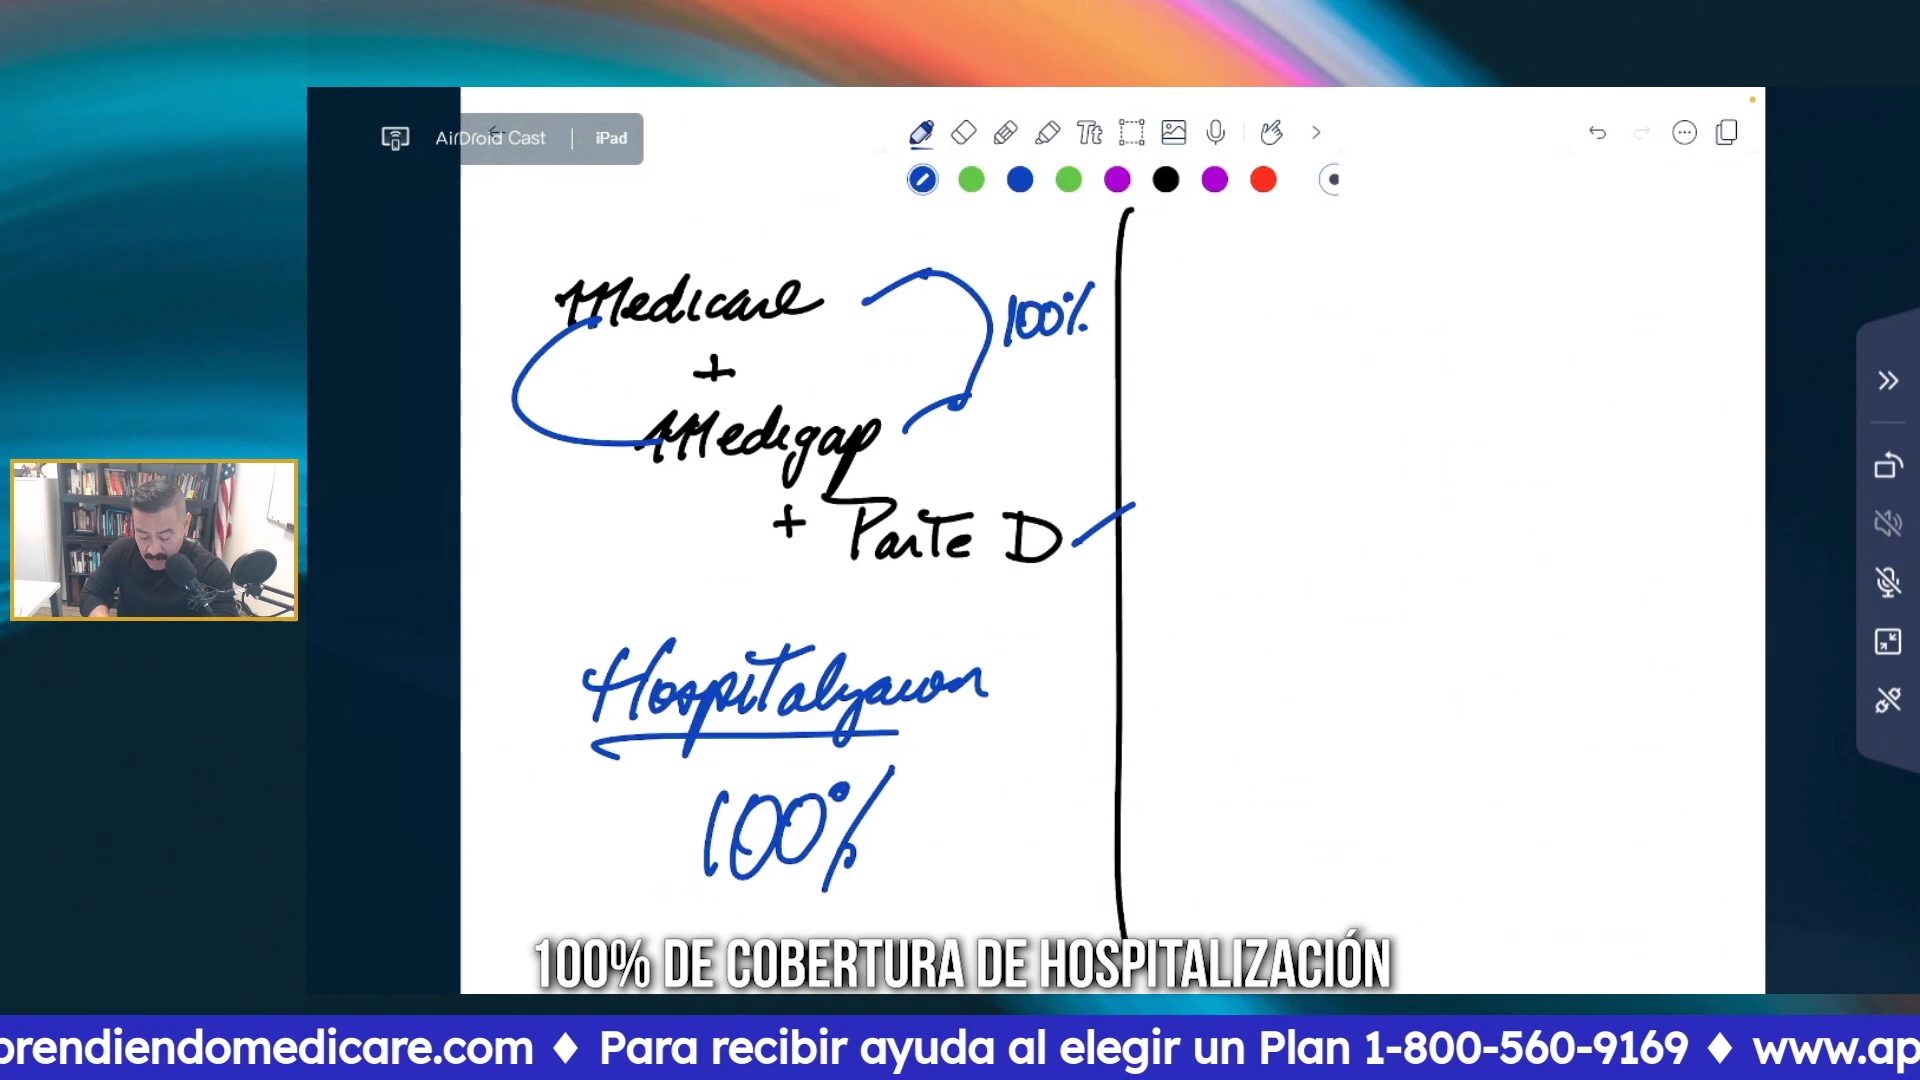 AirDroid Cast | iPad
Tt
Medicare
100%
+
Medigap
+ Parte D
Hospitalizacion
100%
100% DE COBERTURA DE HOSPITALIZACIÓN
prendiendomedicare.com ♦ Para recibir ayuda al elegir un Plan 1-800-560-9169 ♦ www.ap